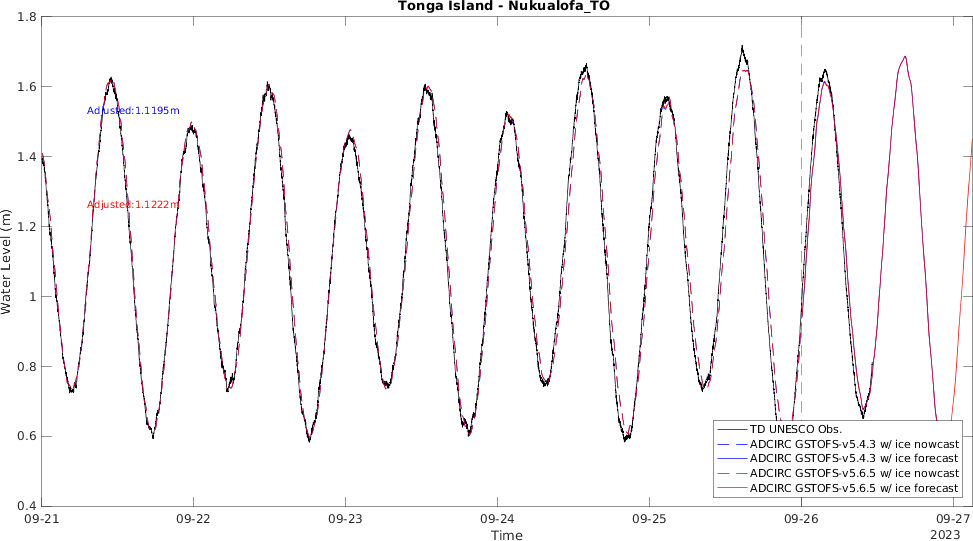 Tonga Island - Nukualofa_TO
1.8
1.6
1.4
1.2
1
0.8
0.6
0.4
Water Level (m)
Adjusted:1.1195m
Adjusted:1.1222m
TD UNESCO Obs.
ADCIRC GSTOFS-v5.4.3 w/ ice nowcast
ADCIRC GSTOFS-v5.4.3 w/ ice forecast
ADCIRC GSTOFS-v5.6.5 w/ ice nowcast
ADCIRC GSTOFS-v5.6.5 w/ ice forecast
09-21 09-22 09-23 09-24 09-25 09-26 09-27
Time
2023